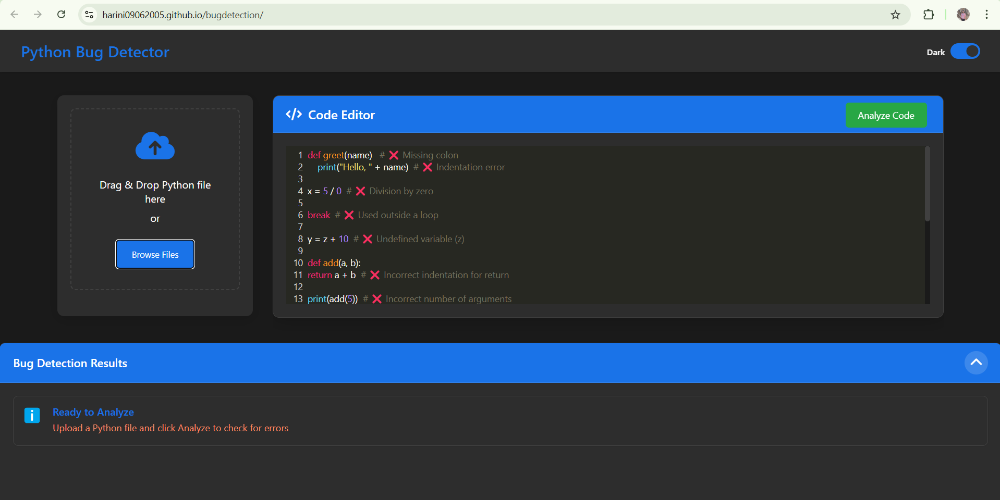 harini09062005.github.io/bugdetection/
Python Bug Detector
Dark
Drag & Drop Python file
here
or
Browse Files
</> Code Editor
Analyze Code
1 def greet(name)  # ❌ Missing colon
2     print("Hello, " + name)  # ❌ Indentation error
3
4 x = 5 / 0  # ❌ Division by zero
5
6 break  # ❌ Used outside a loop
7
8 y = z + 10  # ❌ Undefined variable (z)
9
10 def add(a, b):
11 return a + b  # ❌ Incorrect indentation for return
12
13 print(add(5))  # ❌ Incorrect number of arguments
Bug Detection Results
i
Ready to Analyze
Upload a Python file and click Analyze to check for errors